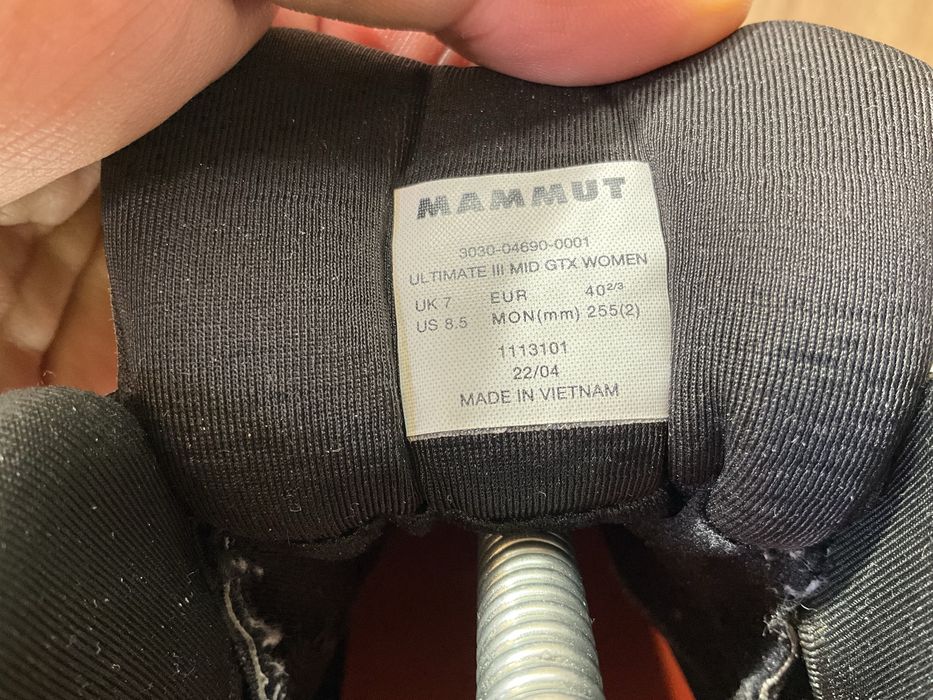 MAMMUT
3030-04690-0001
ULTIMATE III MID GTX WOMEN
UK 7 EUR 40 2/3
US 8.5 MON(mm) 255(2)
1113101
22/04
MADE IN VIETNAM